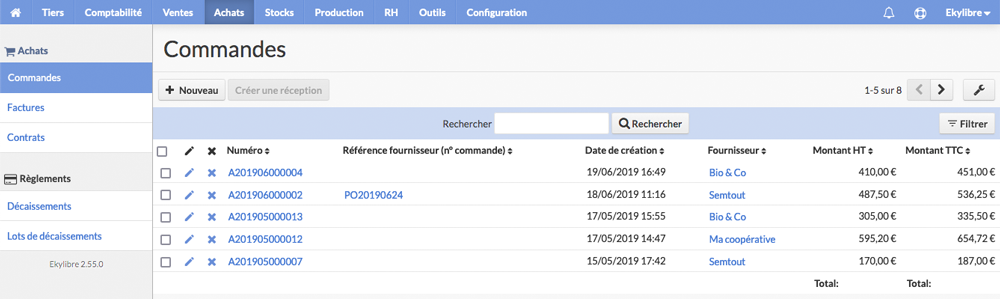 Tiers Comptabilité Ventes Achats Stocks Production RH Outils Configuration Ekylibre
Achats
Commandes
Factures
Contrats
Règlements
Décaissements
Lots de décaissements
Ekylibre 2.55.0
Commandes
Nouveau Créer une réception 1-5 sur 8
Rechercher Rechercher Filtrer
Numéro Référence fournisseur (n° commande) Date de création Fournisseur Montant HT Montant TTC
A201906000004 19/06/2019 16:49 Bio & Co 410,00 € 451,00 €
A201906000002 PO20190624 18/06/2019 11:16 Semtout 487,50 € 536,25 €
A201905000013 17/05/2019 15:55 Bio & Co 305,00 € 335,50 €
A201905000012 17/05/2019 14:47 Ma coopérative 595,20 € 654,72 €
A201905000007 15/05/2019 17:42 Semtout 170,00 € 187,00 €
Total: Total: